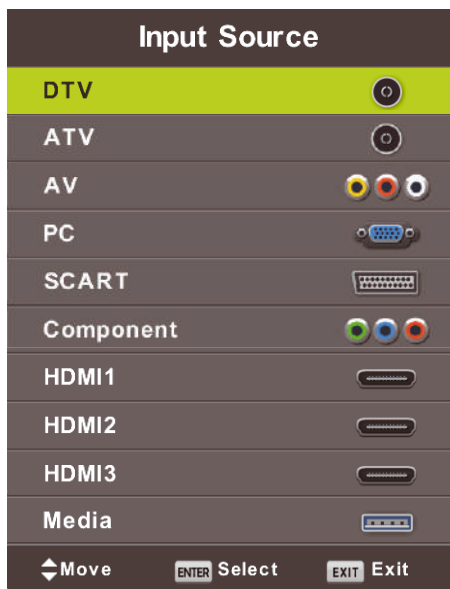 Input Source
DTV
ATV
AV
PC
SCART
Component
HDMI1
HDMI2
HDMI3
Media
Move ENTER Select EXIT Exit